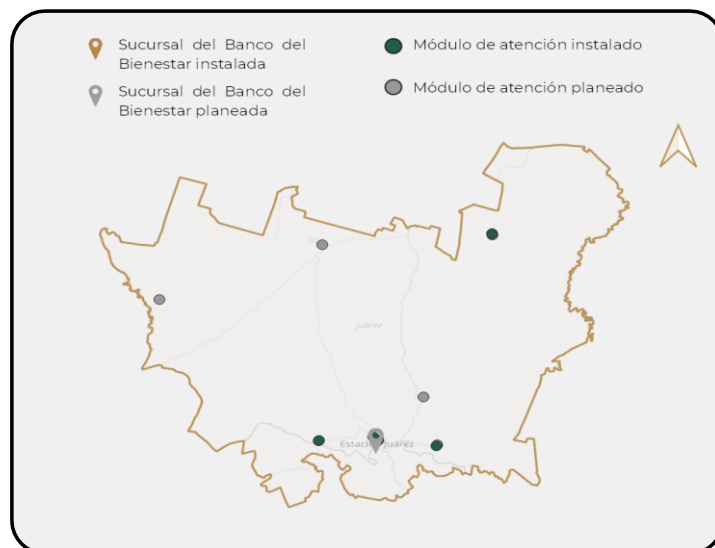 Sucursal del Banco del
Bienestar instalada
Sucursal del Banco del
Bienestar planeada
Módulo de atención instalado
Módulo de atención planeado
Juárez
Juárez